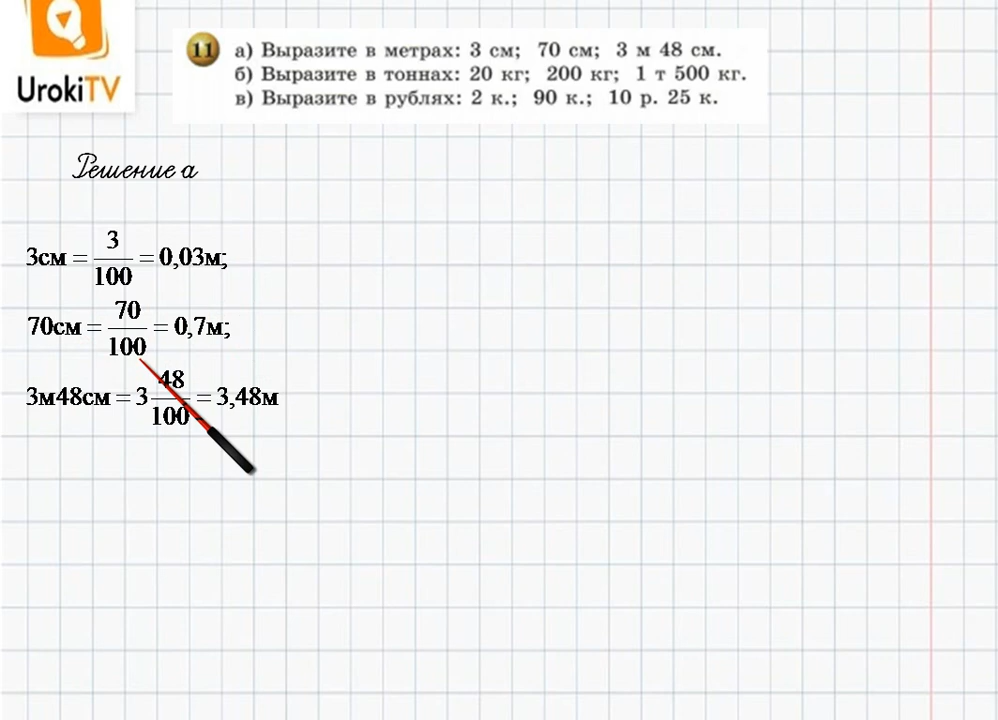 UrokiTV
11 а) Выразите в метрах: 3 см; 70 см; 3 м 48 см.
б) Выразите в тоннах: 20 кг; 200 кг; 1 т 500 кг.
в) Выразите в рублях: 2 к.; 90 к.; 10 р. 25 к.
Решение а
3см = 3/100 = 0,03м;
70см = 70/100 = 0,7м;
3м48см = 3 48/100 = 3,48м